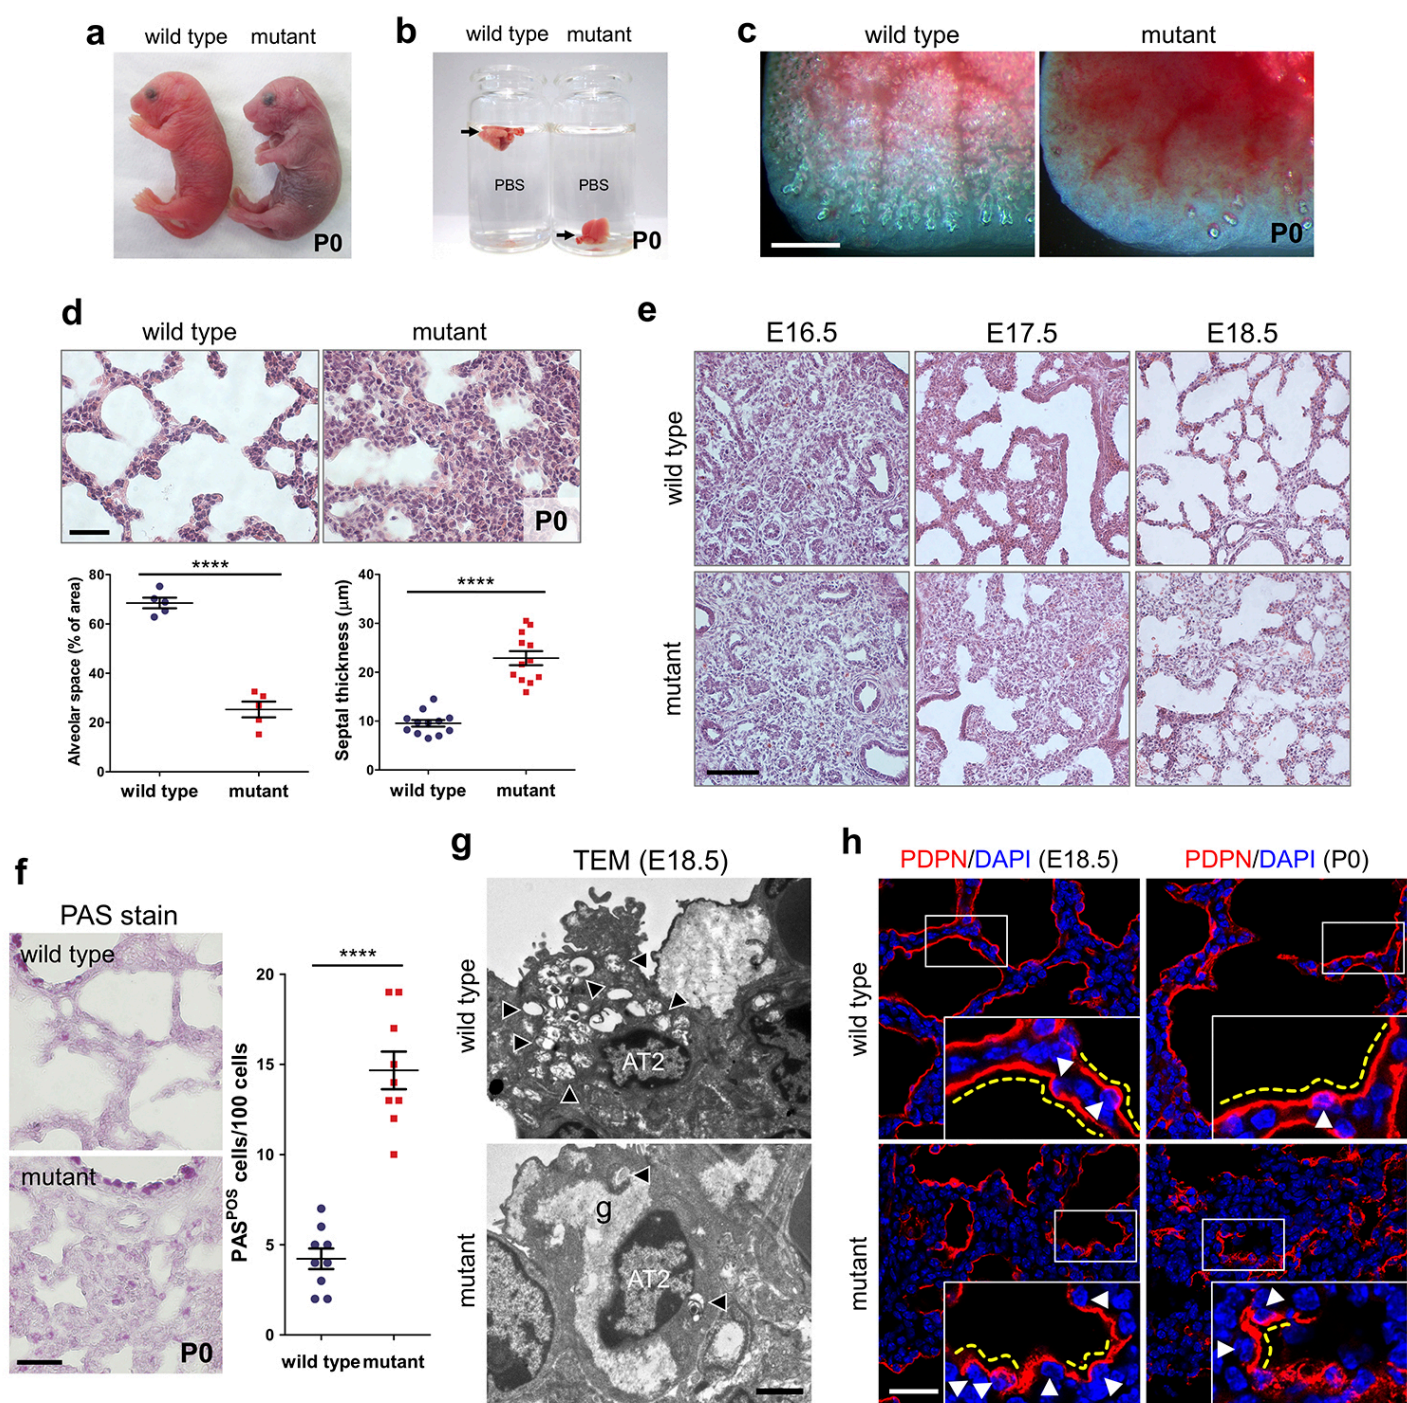 a
wild type mutant
P0
b
wild type mutant
PBS PBS
P0
c
wild type mutant
P0
d
wild type mutant
P0
****
Alveolar space (% of area)
80
60
40
20
0
wild type mutant
****
Septal thickness (μm)
40
30
20
10
0
wild type mutant
e
E16.5 E17.5 E18.5
wild type
mutant
f
PAS stain
wild type
mutant
P0
****
PASPOS cells/100 cells
20
15
10
5
0
wild type mutant
g
TEM (E18.5)
wild type
AT2
mutant
g
AT2
h
PDPN/DAPI (E18.5) PDPN/DAPI (P0)
wild type
mutant